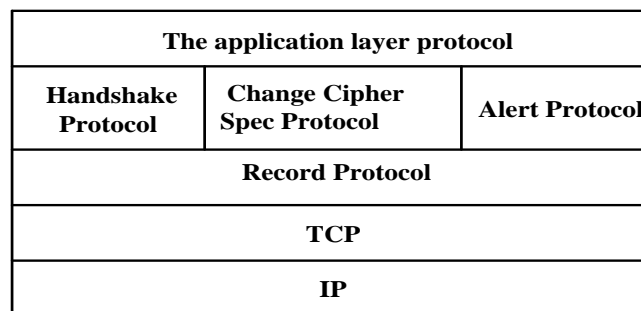 The application layer protocol
Handshake
Protocol
Change Cipher
Spec Protocol
Alert Protocol
Record Protocol
TCP
IP